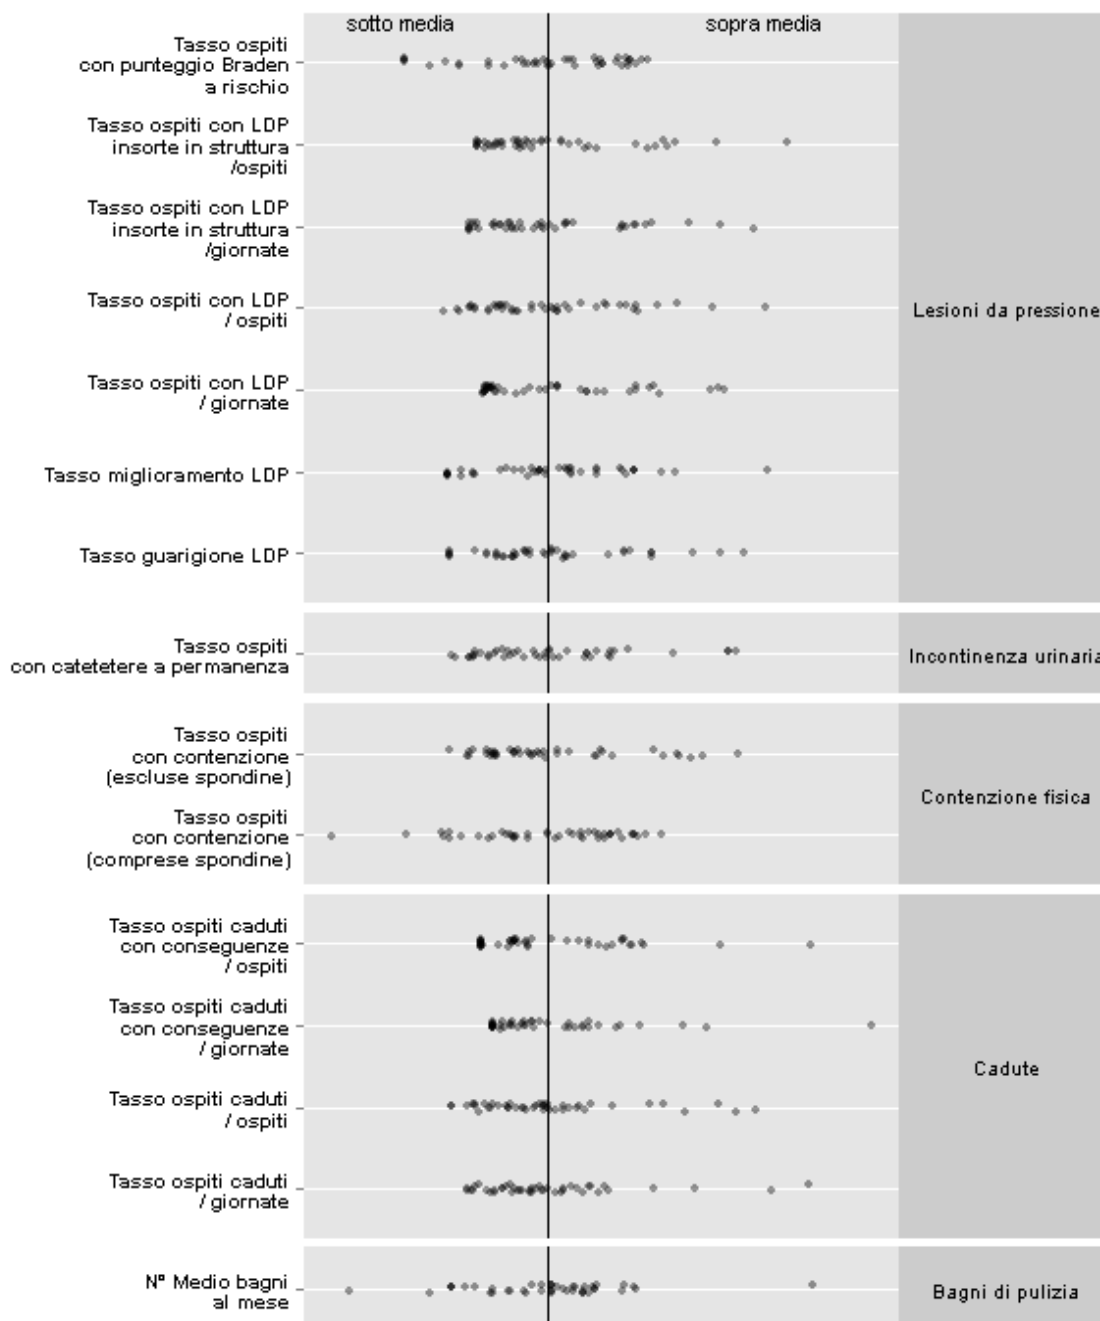 sotto media
sopra media
Tasso ospiti
con punteggio Braden
a rischio
Tasso ospiti con LDP
insorte in struttura
/ospiti
Tasso ospiti con LDP
insorte in struttura
/giornate
Tasso ospiti con LDP
/ ospiti
Tasso ospiti con LDP
/ giornate
Tasso miglioramento LDP
Tasso guarigione LDP
Lesioni da pressione
Tasso ospiti
con catetetere a permanenza
Incontinenza urinaria
Tasso ospiti
con contenzione
(escluse spondine)
Tasso ospiti
con contenzione
(comprese spondine)
Contenzione fisica
Tasso ospiti caduti
con conseguenze
/ ospiti
Tasso ospiti caduti
con conseguenze
/ giornate
Tasso ospiti caduti
/ ospiti
Tasso ospiti caduti
/ giornate
Cadute
N° Medio bagni
al mese
Bagni di pulizia